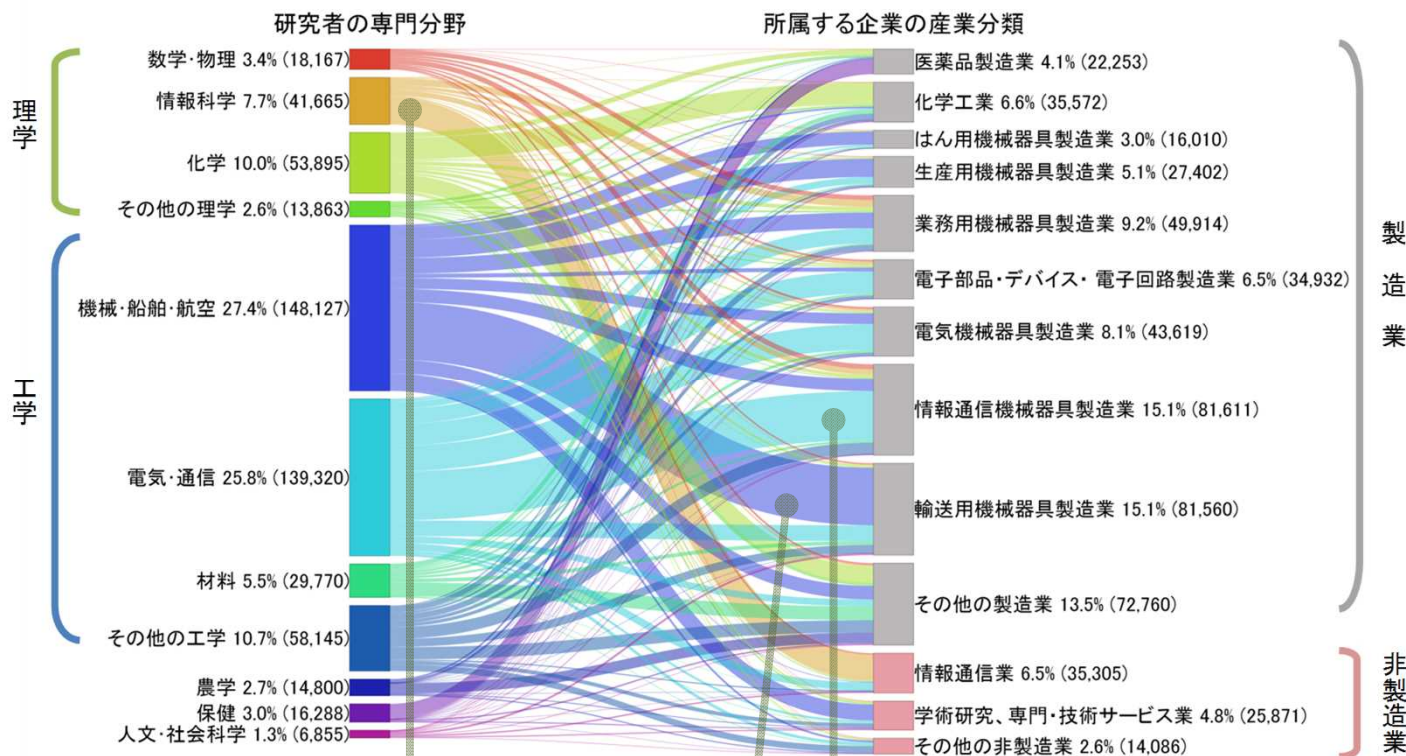 研究者の専門分野
所属する企業の産業分類
理学
数学・物理 3.4% (18,167)
情報科学 7.7% (41,665)
化学 10.0% (53,895)
その他の理学 2.6% (13,863)
工学
機械・船舶・航空 27.4% (148,127)
電気・通信 25.8% (139,320)
材料 5.5% (29,770)
その他の工学 10.7% (58,145)
農学 2.7% (14,800)
保健 3.0% (16,288)
人文・社会科学 1.3% (6,855)
医薬品製造業 4.1% (22,253)
化学工業 6.6% (35,572)
はん用機械器具製造業 3.0% (16,010)
生産用機械器具製造業 5.1% (27,402)
業務用機械器具製造業 9.2% (49,914)
電子部品・デバイス・ 電子回路製造業 6.5% (34,932)
電気機械器具製造業 8.1% (43,619)
情報通信機械器具製造業 15.1% (81,611)
輸送用機械器具製造業 15.1% (81,560)
その他の製造業 13.5% (72,760)
製造業
情報通信業 6.5% (35,305)
学術研究、専門・技術サービス業 4.8% (25,871)
その他の非製造業 2.6% (14,086)
非製造業